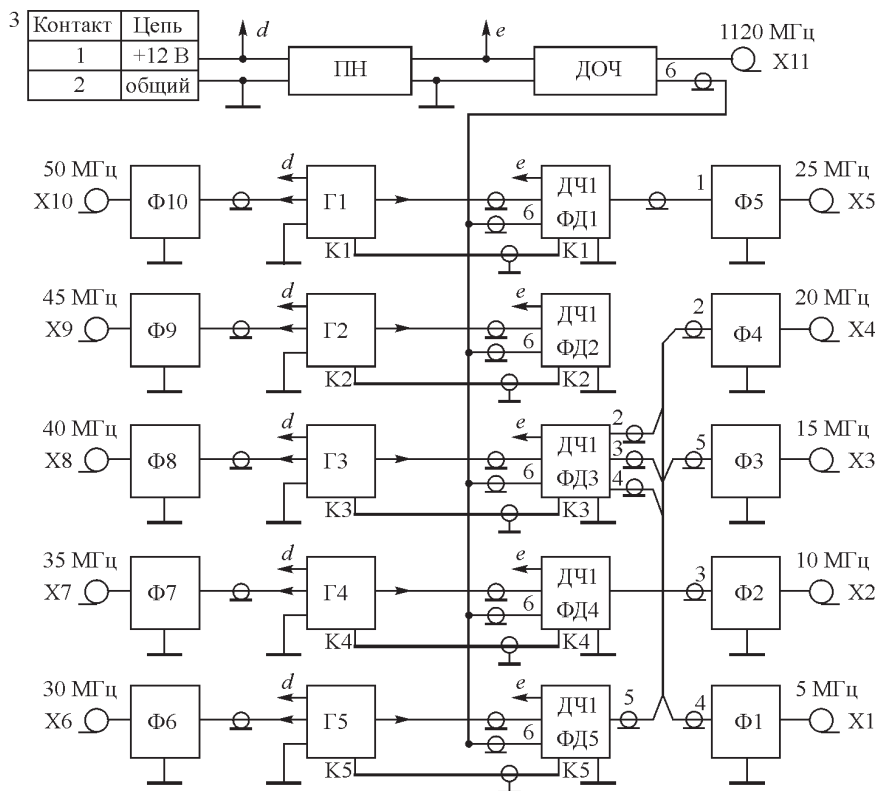 3
Контакт Цепь
1 +12 В
2 общий
d
e
ПН
ДОЧ
6
1120 МГц
X11
50 МГц
X10
Ф10
d
Г1
K1
e
6
ДЧ1
ФД1
K1
1
Ф5
25 МГц
X5
45 МГц
X9
Ф9
d
Г2
K2
e
6
ДЧ1
ФД2
K2
2
Ф4
20 МГц
X4
40 МГц
X8
Ф8
d
Г3
K3
e
6
ДЧ1
ФД3
K3
2
3
4
5
Ф3
15 МГц
X3
35 МГц
X7
Ф7
d
Г4
K4
e
6
ДЧ1
ФД4
K4
3
Ф2
10 МГц
X2
30 МГц
X6
Ф6
d
Г5
K5
e
6
ДЧ1
ФД5
K5
5
4
Ф1
5 МГц
X1